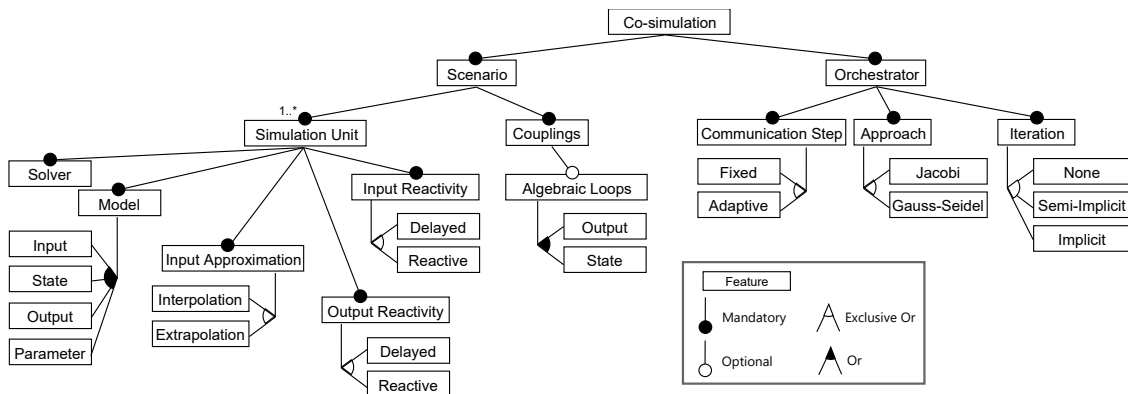 Co-simulation
Scenario
Orchestrator
1..*
Simulation Unit
Couplings
Communication Step
Approach
Iteration
Solver
Model
Input Reactivity
Algebraic Loops
Fixed
Adaptive
Jacobi
Gauss-Seidel
None
Semi-Implicit
Implicit
Input
State
Output
Parameter
Input Approximation
Interpolation
Extrapolation
Delayed
Reactive
Output
State
Output Reactivity
Delayed
Reactive
Feature
Mandatory
Exclusive Or
Optional
Or